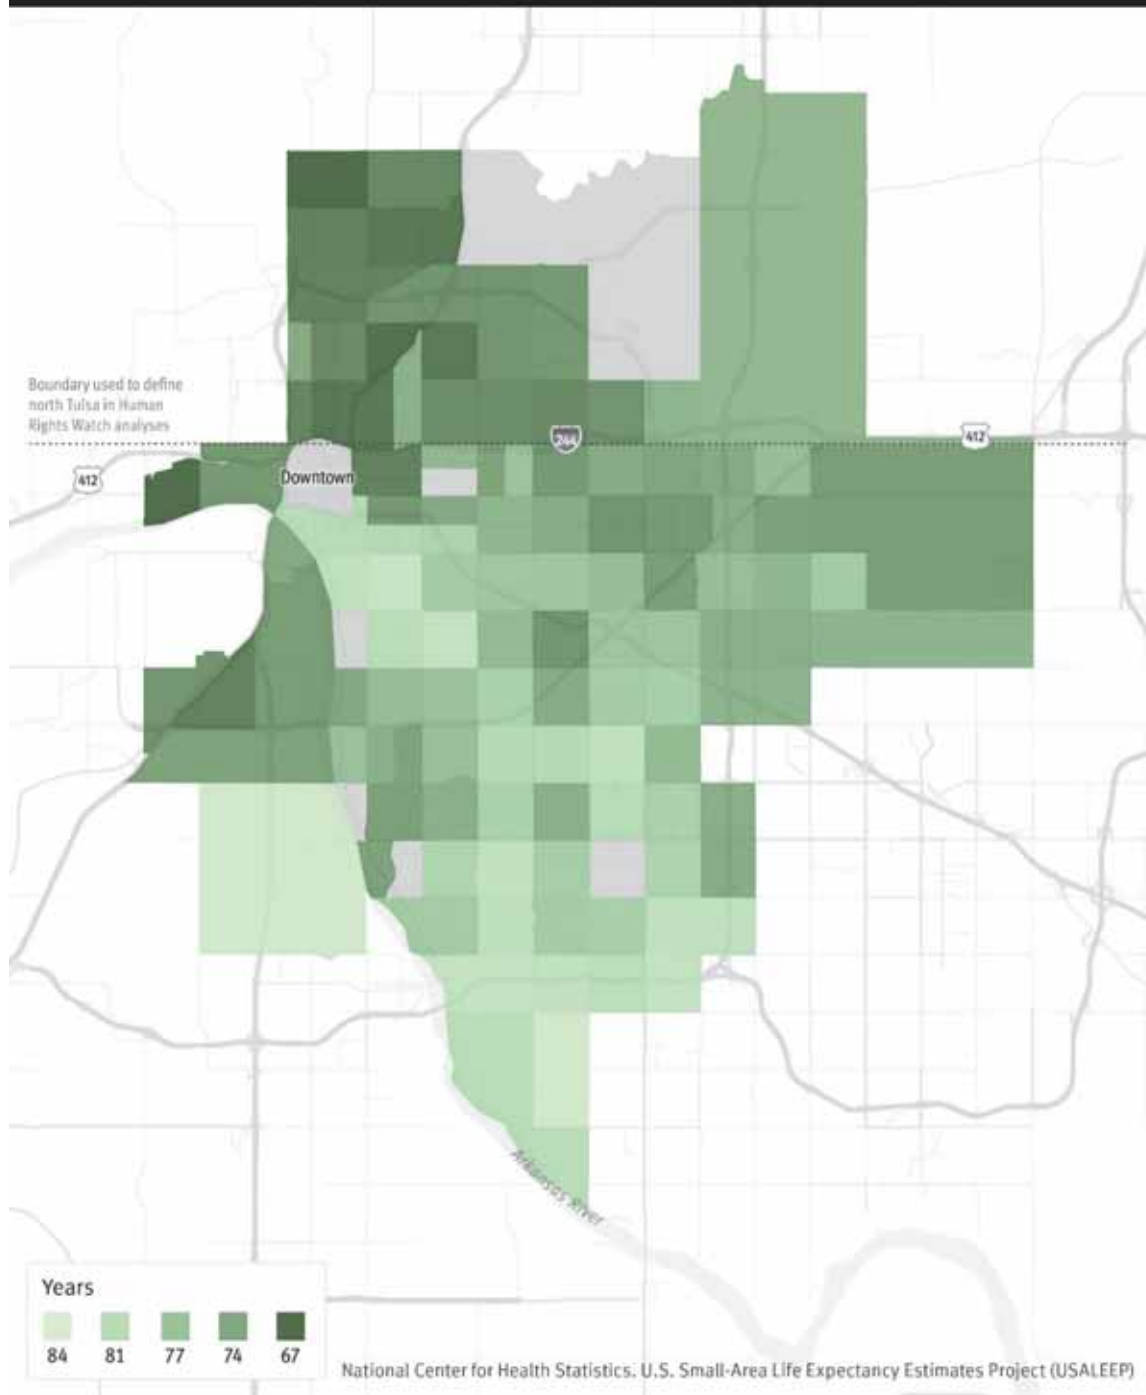 Boundary used to define
north Tulsa in Human
Rights Watch analyses
244
412
412
Downtown
Arkansas River
Years
84 81 77 74 67
National Center for Health Statistics. U.S. Small-Area Life Expectancy Estimates Project (USALEEP)